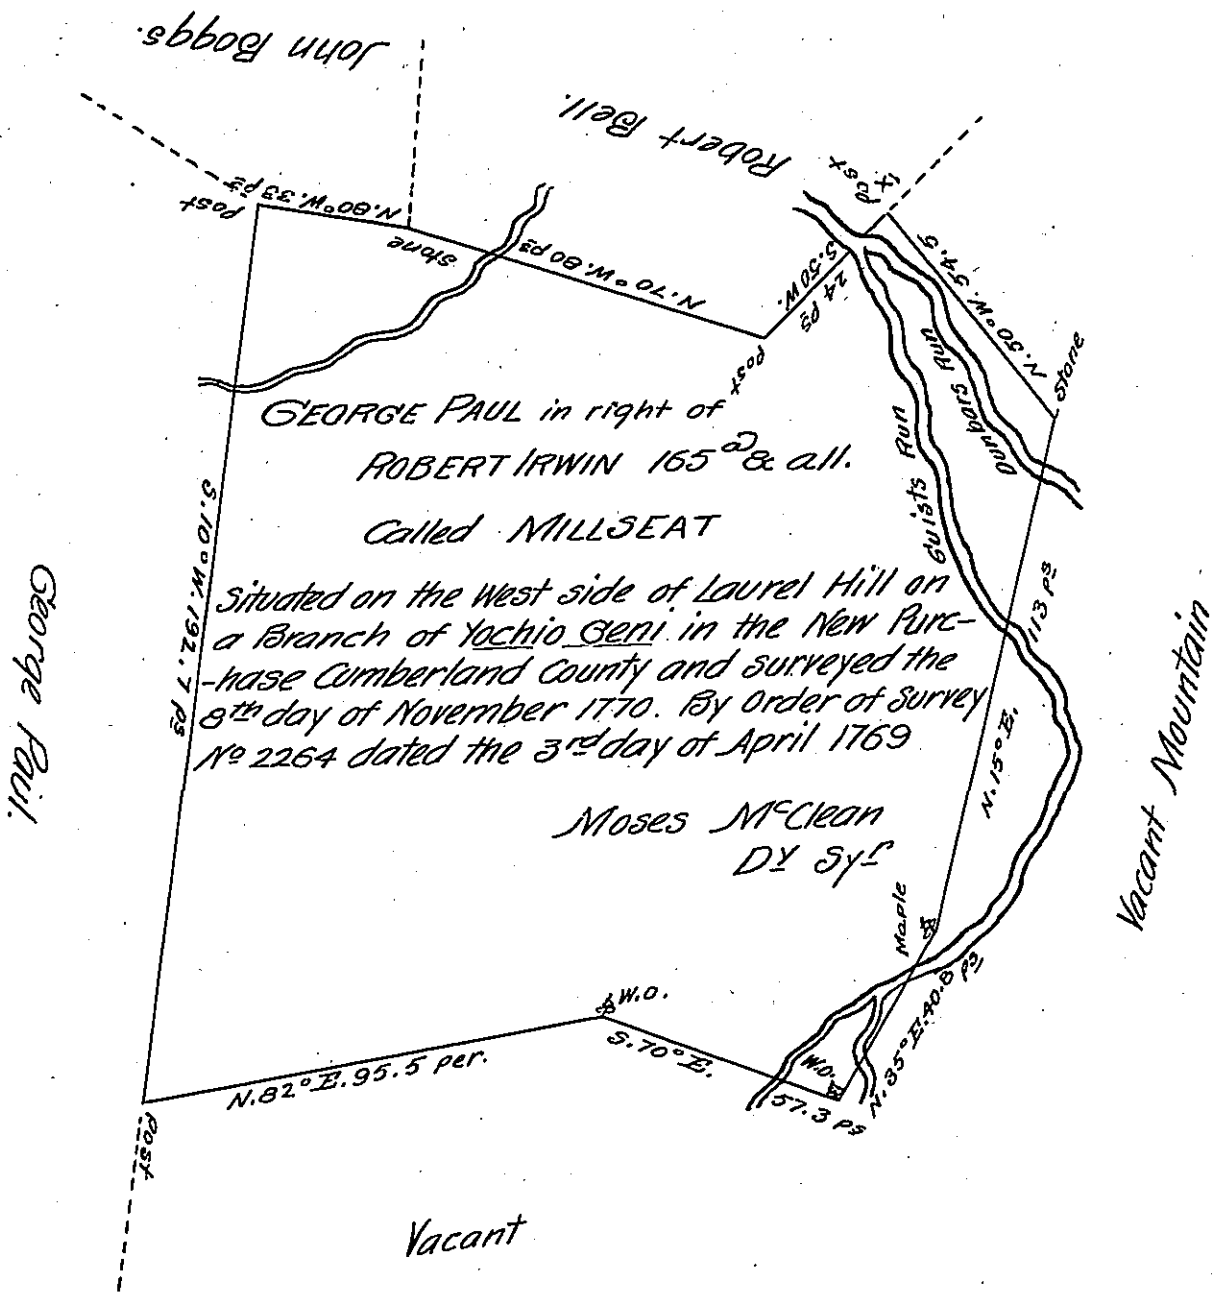 John Boggs.
Robert Bell.
Post
N.80°W.33 ps
stone
N.70°W.80 ps
Post
S.50W.
24 ps
N.50°W.54.5
stone
Dunbars Run
Guists Run
GEORGE PAUL in right of
ROBERT IRWIN 165 a & all.
Called MILLSEAT
Situated on the West side of Laurel Hill on
a Branch of Yochio Geni in the New Purc-
-hase Cumberland County and surveyed the
8th day of November 1770. By Order of Survey
No 2264 dated the 3rd day of April 1769
Moses McClean
Dy Syr
S.10°W.192.7 ps
George Paul.
113 ps
N.15°E.
Vacant Mountain
Maple
N.35°E.40.8 ps
W.O.
57.3 ps
S.70°E.
W.O.
N.82°E.95.5 per.
Post
Vacant